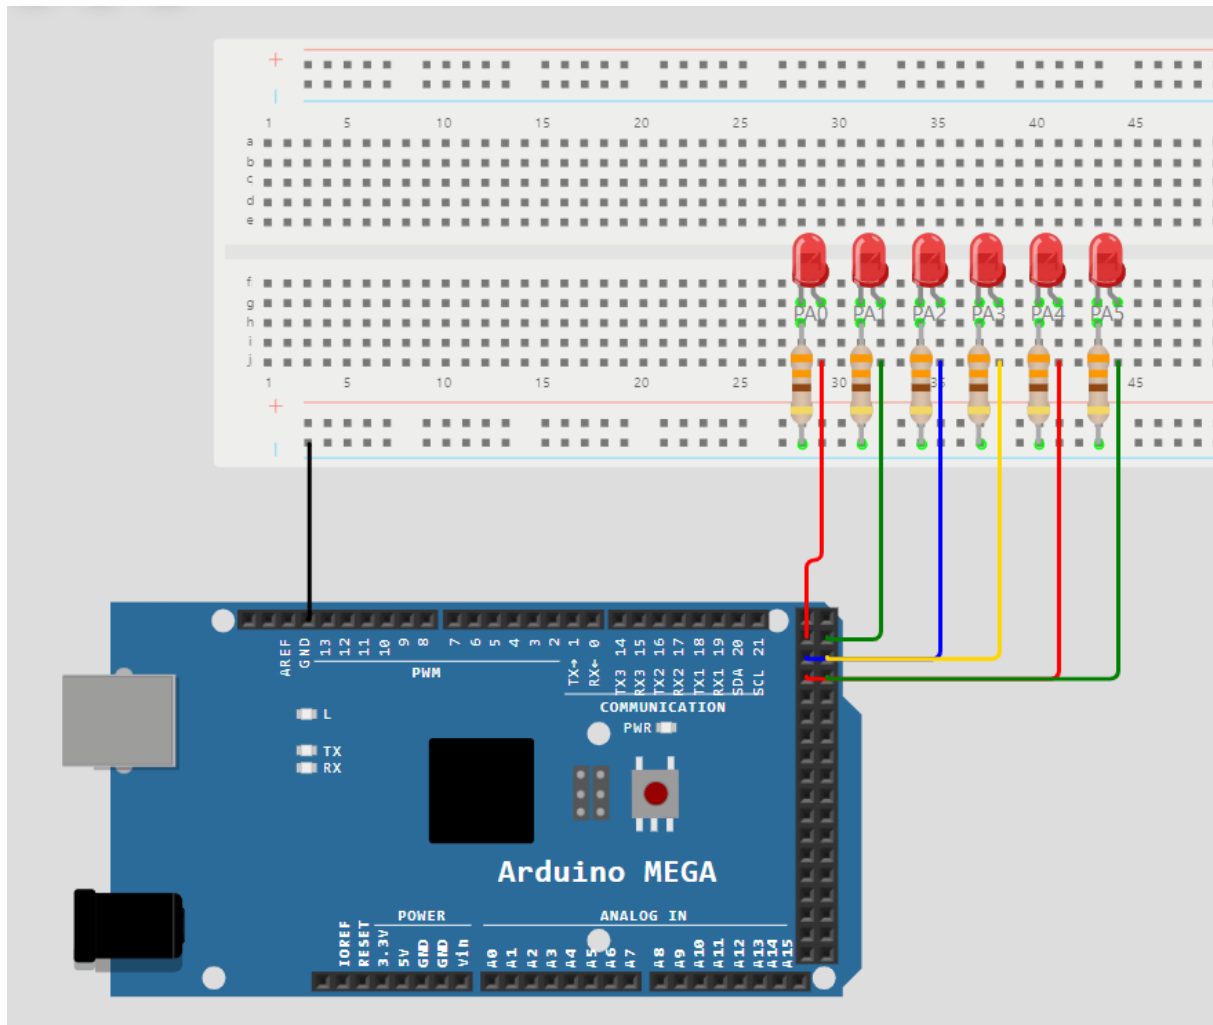 +
|
1 5 10 15 20 25 30 35 40 45
a
b
c
d
e
f
g
PA0 PA1 PA2 PA3 PA4 PA5
h
i
j
1 5 10 15 20 25 30 35 45
+
|
AREF GND 13 12 11 10 9 8 7 6 5 4 3 2 TX→ 1 RX← 0 TX3 14 RX3 15 TX2 16 RX2 17 TX1 18 RX1 19 SDA 20 SCL 21
PWM
COMMUNICATION
L
PWR
TX
RX
Arduino MEGA
POWER ANALOG IN
IOREF RESET 3.3V 5V GND GND Vin A0 A1 A2 A3 A4 A5 A6 A7 A8 A9 A10 A11 A12 A13 A14 A15